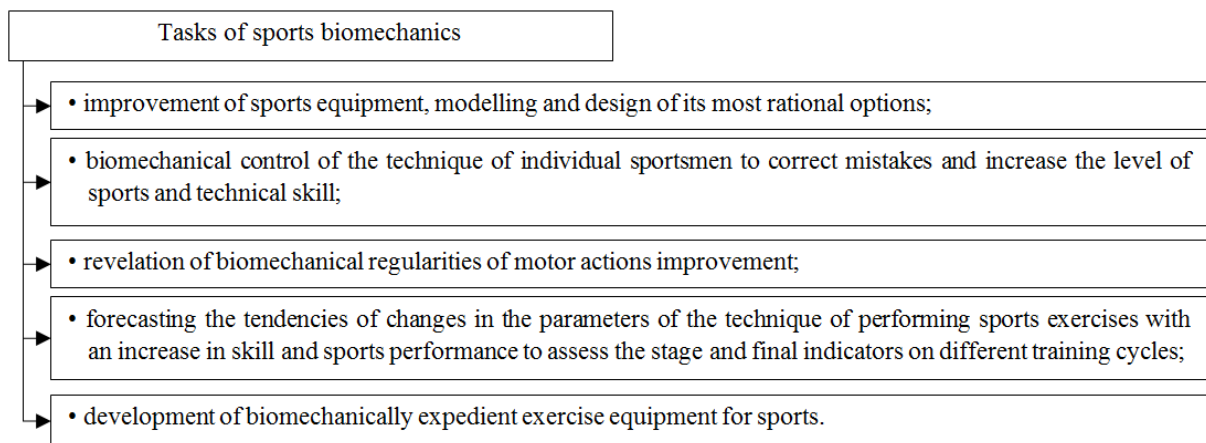 Tasks of sports biomechanics
• improvement of sports equipment, modelling and design of its most rational options;
• biomechanical control of the technique of individual sportsmen to correct mistakes and increase the level of
sports and technical skill;
• revelation of biomechanical regularities of motor actions improvement;
• forecasting the tendencies of changes in the parameters of the technique of performing sports exercises with
an increase in skill and sports performance to assess the stage and final indicators on different training cycles;
• development of biomechanically expedient exercise equipment for sports.